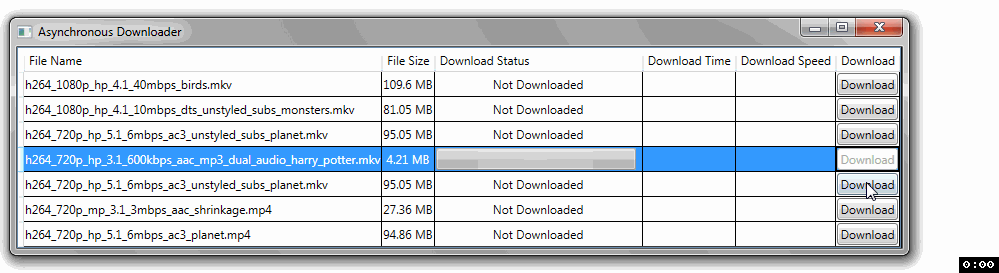 Asynchronous Downloader
File Name File Size Download Status Download Time Download Speed Download
h264_1080p_hp_4.1_40mbps_birds.mkv 109.6 MB Not Downloaded Download
h264_1080p_hp_4.1_10mbps_dts_unstyled_subs_monsters.mkv 81.05 MB Not Downloaded Download
h264_720p_hp_5.1_6mbps_ac3_unstyled_subs_planet.mkv 95.05 MB Not Downloaded Download
h264_720p_hp_3.1_600kbps_aac_mp3_dual_audio_harry_potter.mkv 4.21 MB Download
h264_720p_hp_5.1_6mbps_ac3_unstyled_subs_planet.mkv 95.05 MB Not Downloaded Download
h264_720p_mp_3.1_3mbps_aac_shrinkage.mp4 27.36 MB Not Downloaded Download
h264_720p_hp_5.1_6mbps_ac3_planet.mp4 94.86 MB Not Downloaded Download
0:00